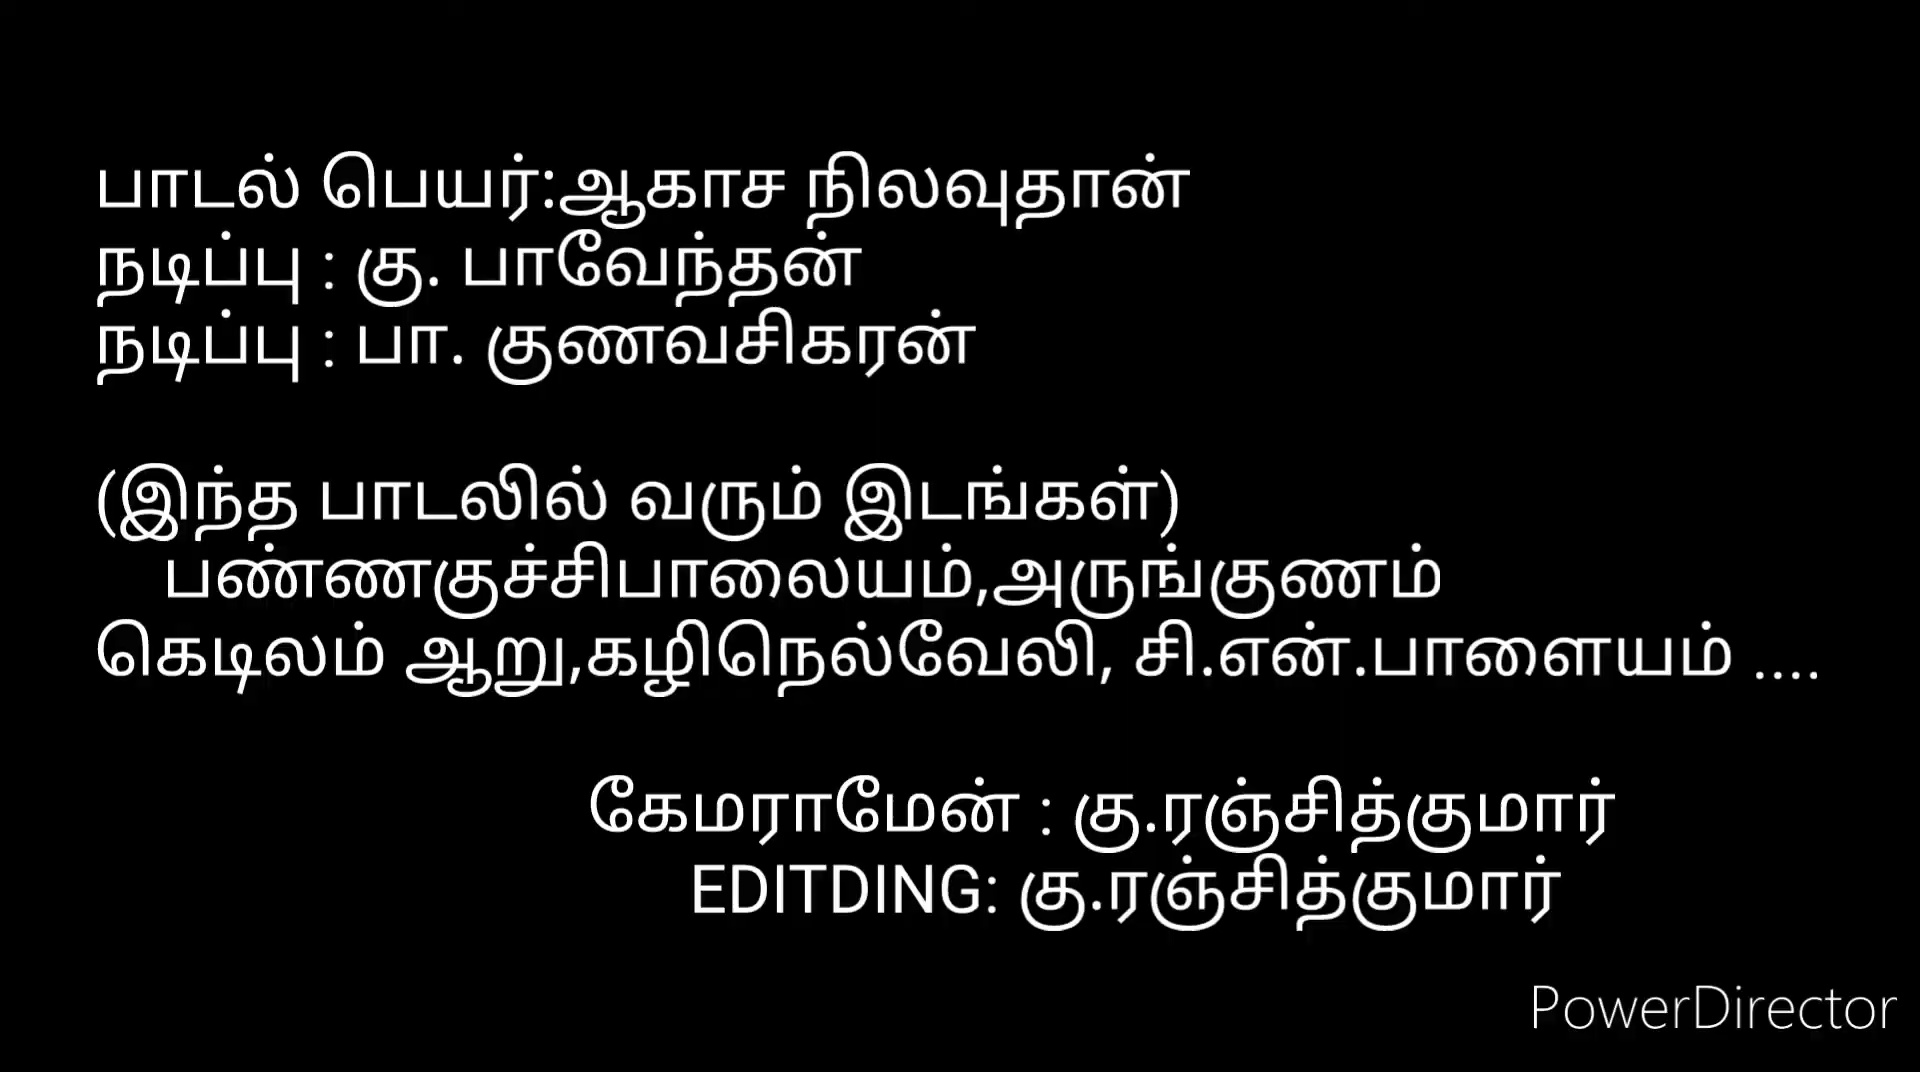 பாடல் பெயர்:ஆகாச நிலவுதான்
நடிப்பு : கு. பாவேந்தன்
நடிப்பு : பா. குணவசிகரன்
(இந்த பாடலில் வரும் இடங்கள்)
பண்ணகுச்சிபாலையம்,அருங்குணம்
கெடிலம் ஆறு,கழிநெல்வேலி, சி.என்.பாளையம் ....
கேமராமேன் : கு.ரஞ்சித்குமார்
EDITDING: கு.ரஞ்சித்குமார்
PowerDirector